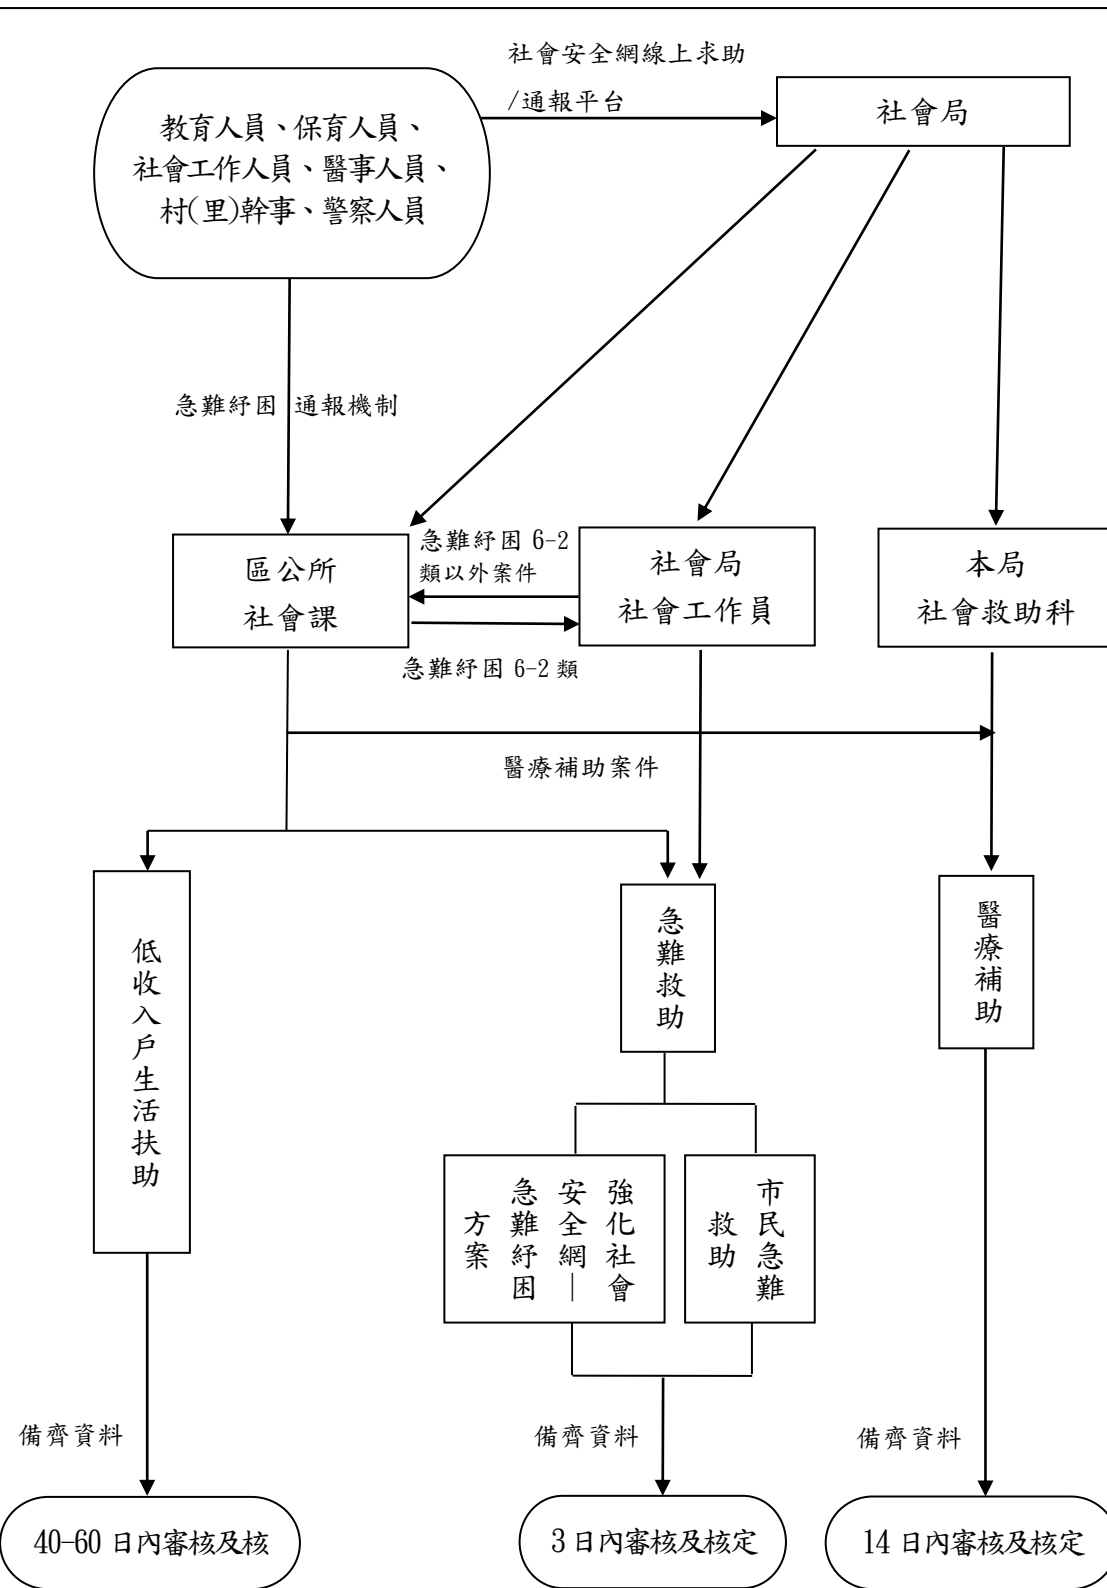 社會安全網線上求助
/通報平台
教育人員、保育人員、
社會工作人員、醫事人員、
村(里)幹事、警察人員
社會局
急難紓困 通報機制
區公所
社會課
急難紓困 6-2
類以外案件
急難紓困 6-2 類
社會局
社會工作員
本局
社會救助科
醫療補助案件
低收入戶生活扶助
急難救助
醫療補助
強化社會
安全網—
急難紓困
方案
市民急難
救助
備齊資料
備齊資料
備齊資料
40-60 日內審核及核
3 日內審核及核定
14 日內審核及核定